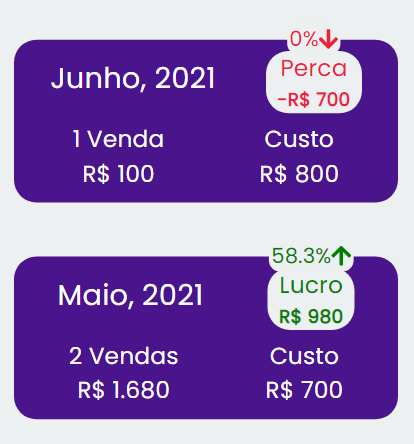 0%
Junho, 2021
Perca
-R$ 700
1 Venda
Custo
R$ 100
R$ 800
58.3%
Maio, 2021
Lucro
R$ 980
2 Vendas
Custo
R$ 1.680
R$ 700